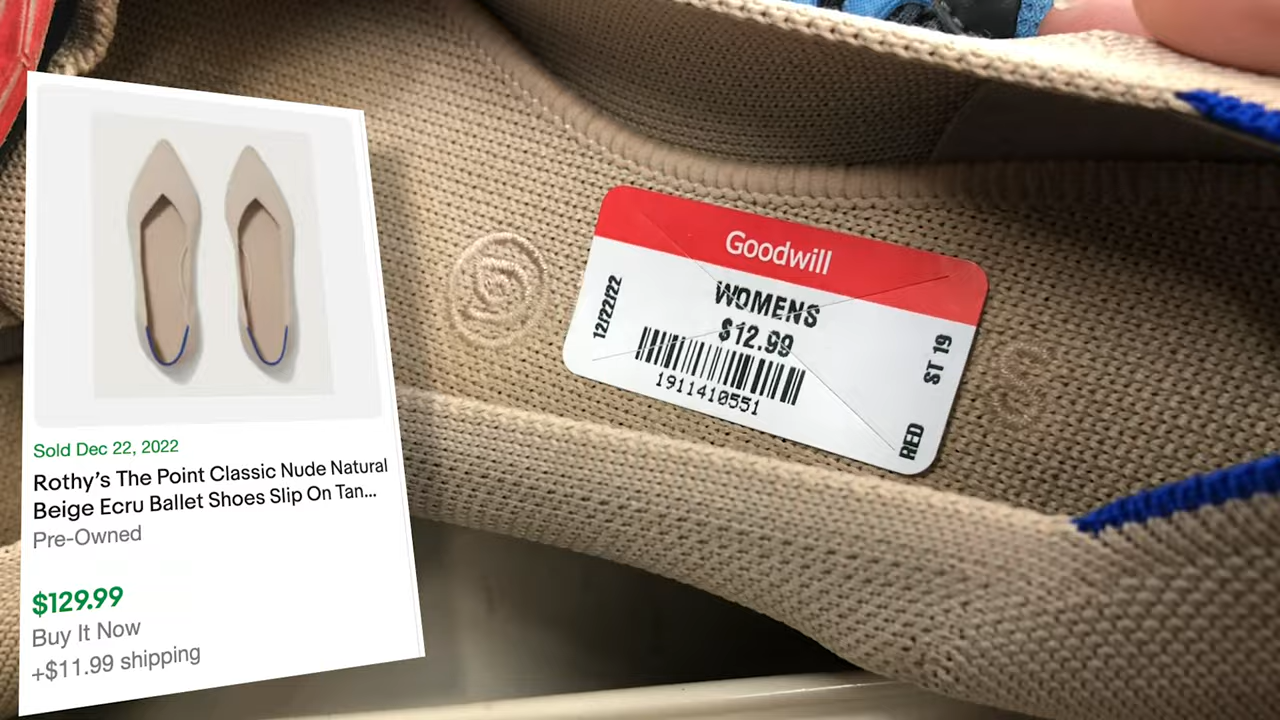 Sold Dec 22, 2022
Rothy's The Point Classic Nude Natural
Beige Ecru Ballet Shoes Slip On Tan...
Pre-Owned
$129.99
Buy It Now
+$11.99 shipping
Goodwill
12/22/22
WOMENS
$12.99
1911410551
ST 19
RED